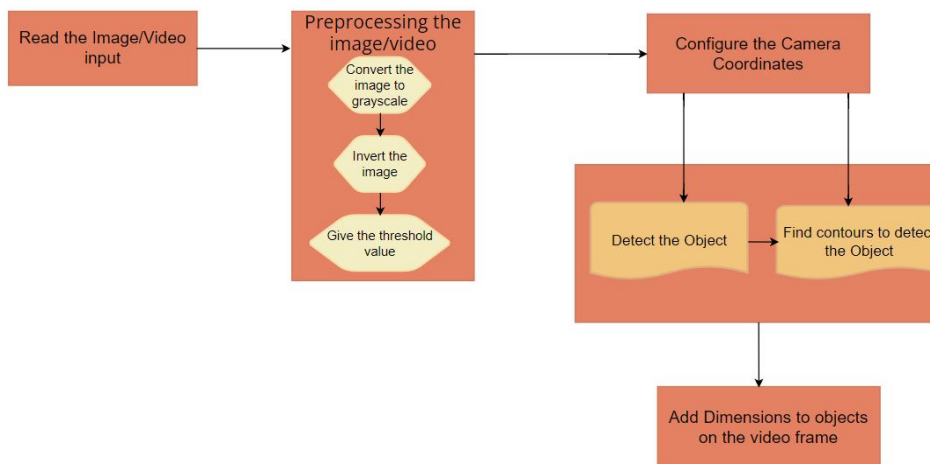 Read the Image/Video
input
Preprocessing the
image/video
Convert the
image to
grayscale
Invert the
image
Give the threshold
value
Configure the Camera
Coordinates
Detect the Object
Find contours to detec
the Object
Add Dimensions to objects
on the video frame